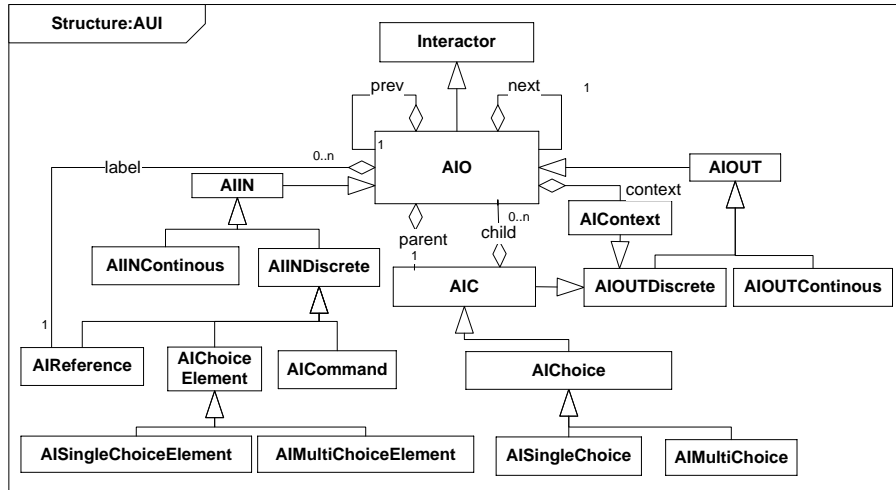 Structure:AUI
Interactor
prev
next
1
1
AIO
label
0..n
AIOUT
AIIN
context
AIContext
0..n
parent
child
1
AIINContinous
AIINDiscrete
AIC
AIOUTDiscrete
AIOUTContinous
1
AIReference
AIChoice
Element
AICommand
AIChoice
AISingleChoiceElement
AIMultiChoiceElement
AISingleChoice
AIMultiChoice